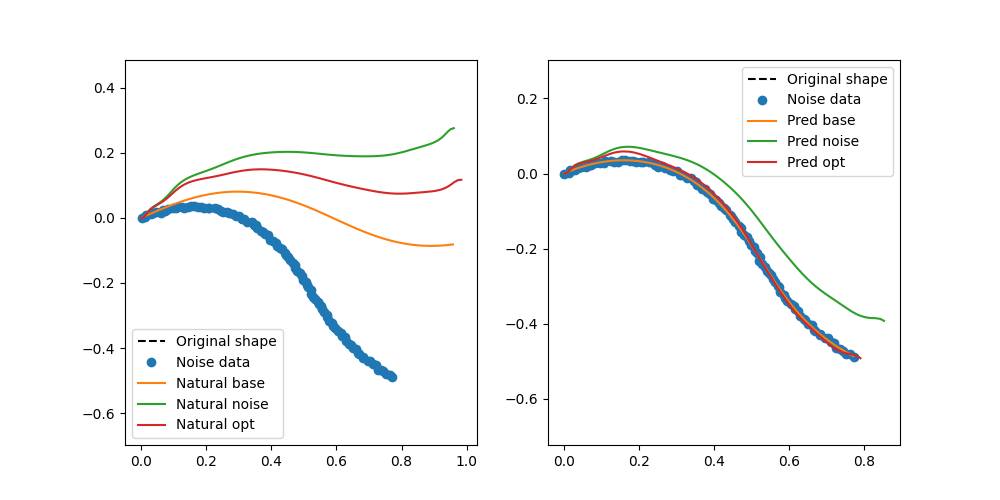 0.4
0.2
0.0
−0.2
−0.4
−0.6
0.0 0.2 0.4 0.6 0.8 1.0
Original shape
Noise data
Natural base
Natural noise
Natural opt
0.2
0.0
−0.2
−0.4
−0.6
0.0 0.2 0.4 0.6 0.8
Original shape
Noise data
Pred base
Pred noise
Pred opt